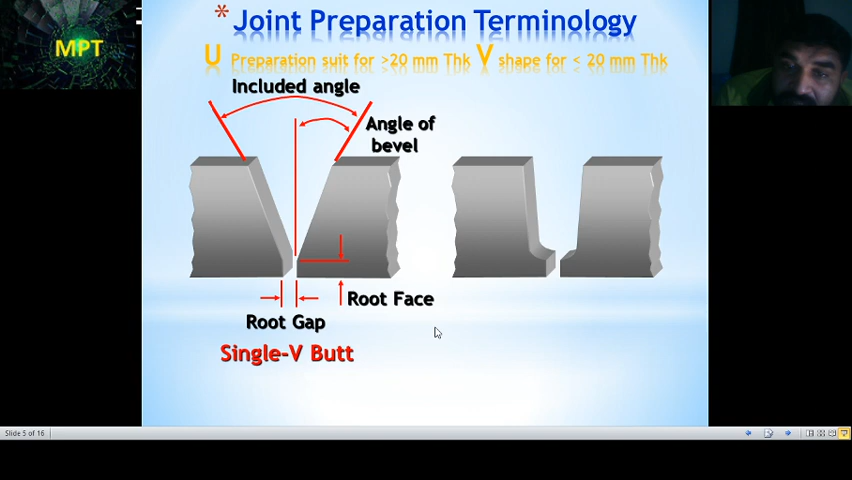 MPT
* Joint Preparation Terminology
U Preparation suit for >20 mm Thk V shape for < 20 mm Thk
Included angle
Angle of
bevel
Root Face
Root Gap
Single-V Butt
Slide 5 of 16